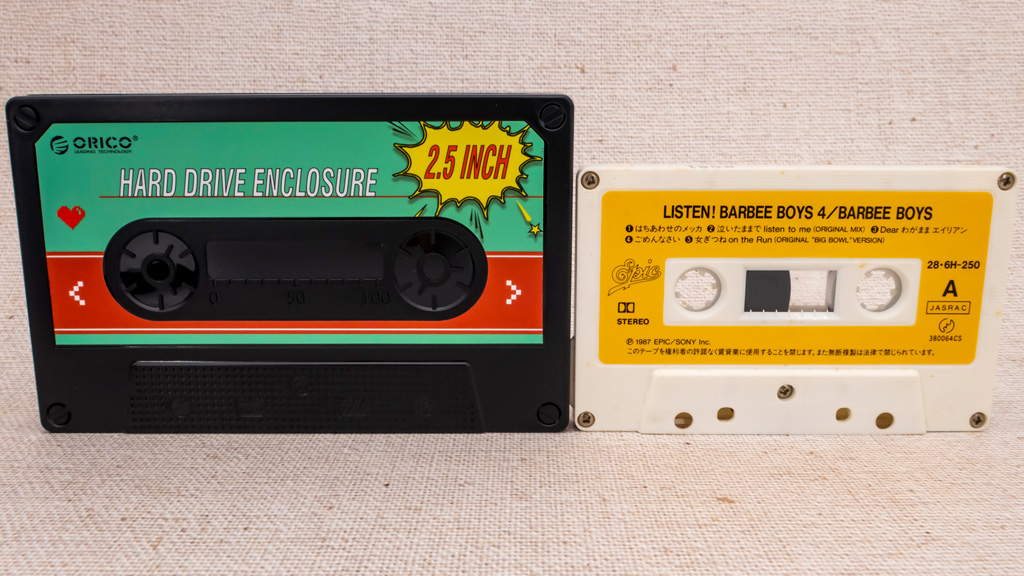 ORICO®
LEADING TECHNOLOGY
HARD DRIVE ENCLOSURE
2.5 INCH
0 50 100
LISTEN! BARBEE BOYS 4/BARBEE BOYS
❶はちあわせのメッカ ❷泣いたままで listen to me (ORIGINAL MIX) ❸Dear わがまま エイリアン
❹ごめんなさい ❺女ぎつね on the Run (ORIGINAL "BIG BOWL" VERSION)
Epic
STEREO
28・6H-250
A
JASRAC
380064CS
Ⓟ 1987 EPIC/SONY Inc.
このテープを権利者の許諾なく賃貸業に使用することを禁じます。また無断複製は法律で禁じられています。